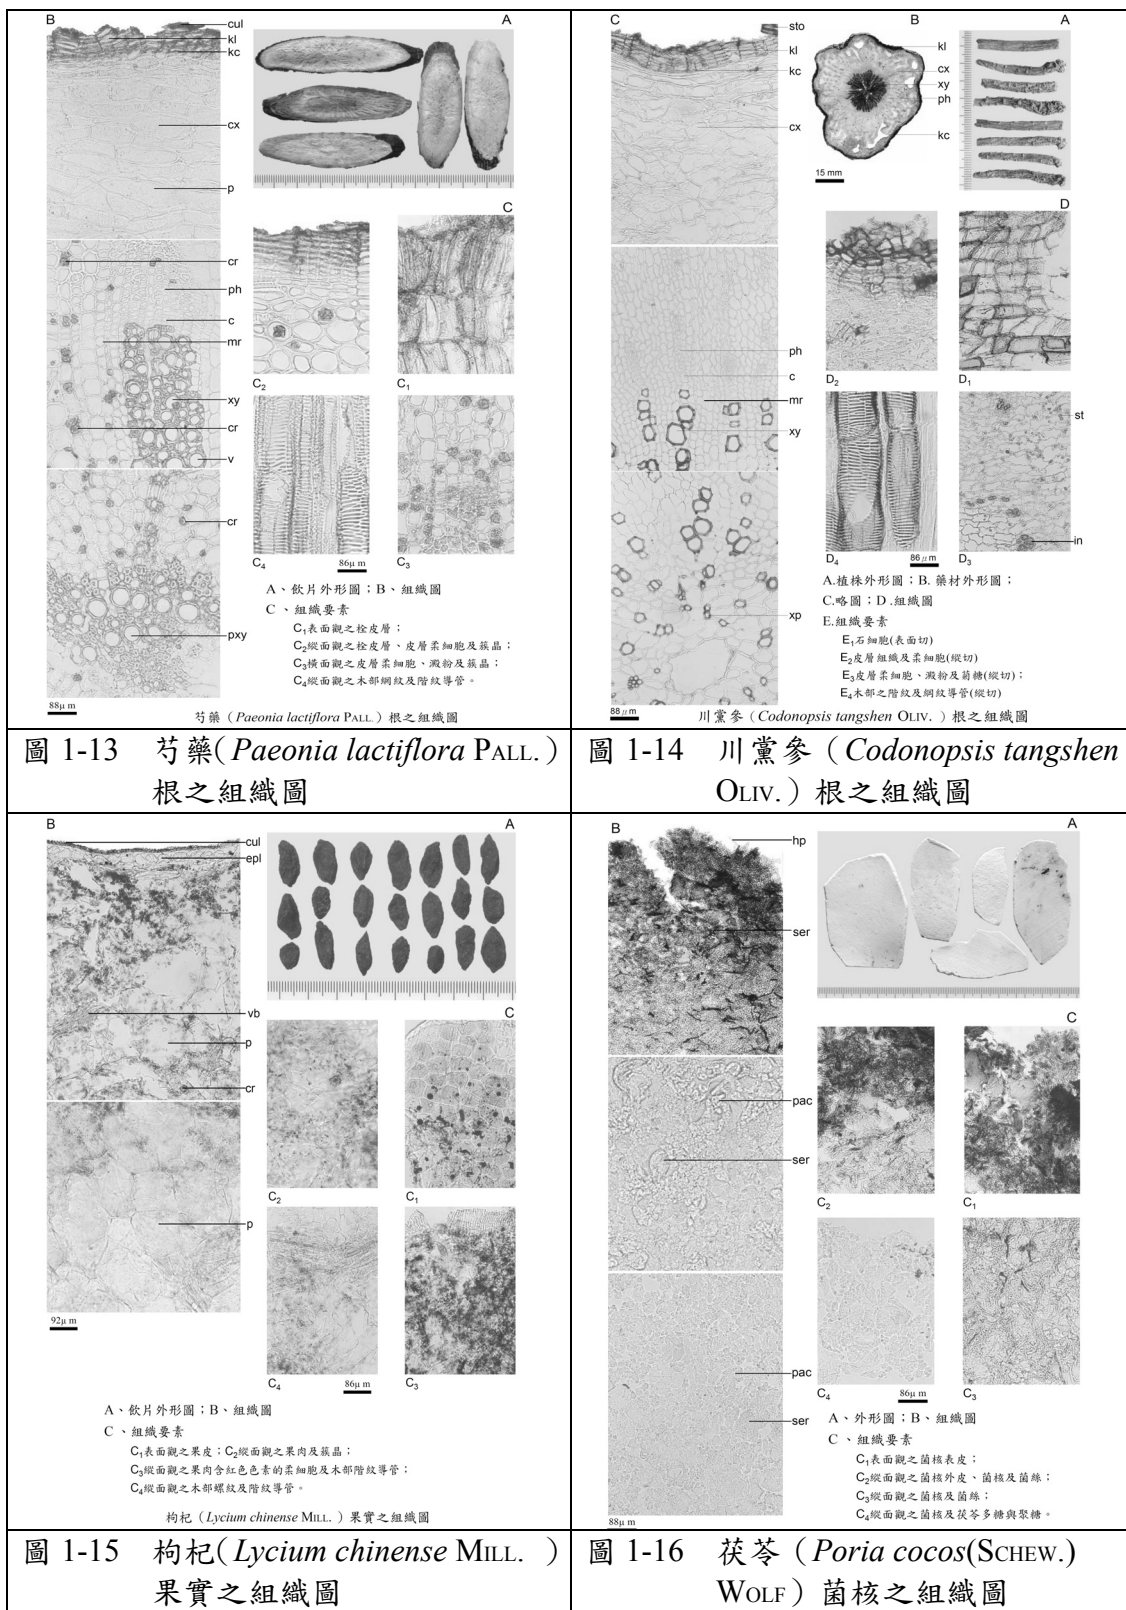 B
A
cul
kl
kc
cx
p
C
cr
ph
c
mr
C2
C1
xy
cr
v
cr
C4
86μ m
C3
pxy
88μ m
A、飲片外形圖；B、組織圖
C 、組織要素
C1表面觀之栓皮層；
C2縱面觀之栓皮層、皮層柔細胞及簇晶；
C3橫面觀之皮層柔細胞、澱粉及簇晶；
C4縱面觀之木部網紋及階紋導管。
芍藥（Paeonia lactiflora PALL.）根之組織圖
圖 1-13 芍藥(Paeonia lactiflora PALL.)
根之組織圖
C
B
A
sto
kl
kc
cx
kl
cx
xy
ph
kc
15 mm
D
D2
D1
ph
c
mr
xy
st
in
D4
86μm
D3
xp
88μm
A.植株外形圖；B. 藥材外形圖；
C.略圖；D .組織圖
E.組織要素
E1石細胞(表面切)
E2皮層組織及柔細胞(縱切)
E3皮層柔細胞、澱粉及菊糖(縱切)；
E4木部之階紋及網紋導管(縱切)
川黨參（Codonopsis tangshen OLIV. ）根之組織圖
圖 1-14 川黨參（Codonopsis tangshen
OLIV.）根之組織圖
B
A
cul
epl
C
vb
p
cr
C2
C1
p
92μ m
C4
86μ m
C3
A、飲片外形圖；B、組織圖
C 、組織要素
C1表面觀之果皮；C2縱面觀之果肉及簇晶；
C3縱面觀之果肉含紅色色素的柔細胞及木部階紋導管；
C4縱面觀之木部螺紋及階紋導管。
枸杞（Lycium chinense MILL. ）果實之組織圖
圖 1-15 枸杞(Lycium chinense MILL. )
果實之組織圖
B
A
hp
ser
C
pac
ser
C2
C1
pac
ser
C4
86μ m
C3
88μ m
A、外形圖；B、組織圖
C 、組織要素
C1表面觀之菌核表皮；
C2縱面觀之菌核外皮、菌核及菌絲；
C3縱面觀之菌核及菌絲；
C4縱面觀之菌核及茯苓多糖與聚糖。
圖 1-16 茯苓（Poria cocos(SCHEW.)
WOLF）菌核之組織圖